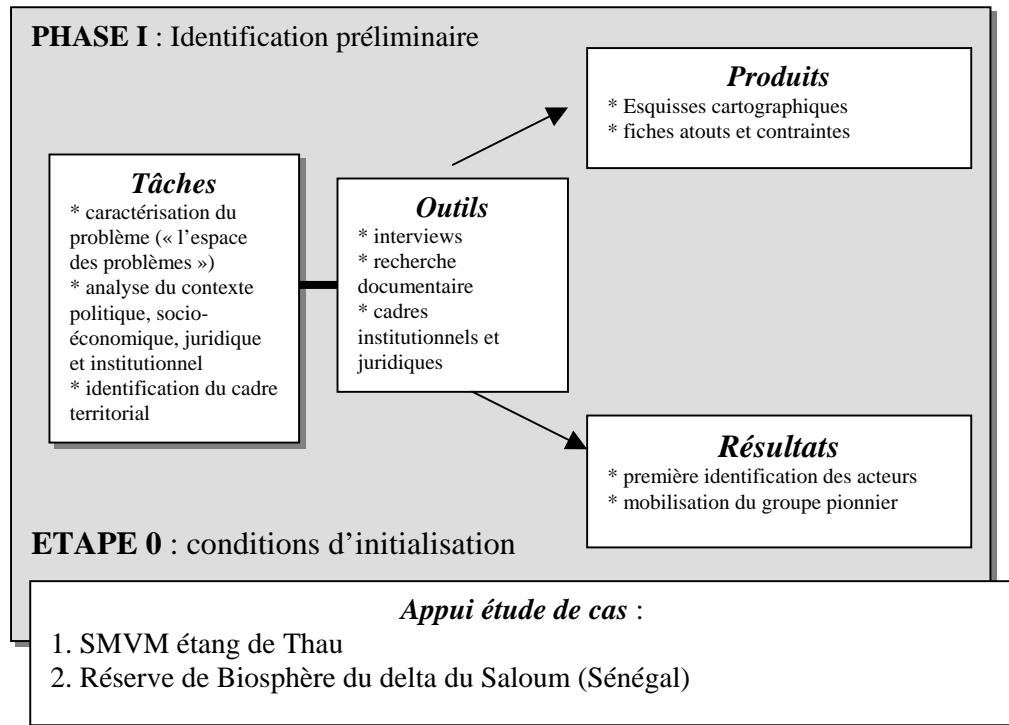 PHASE I : Identification préliminaire
Produits
* Esquisses cartographiques
* fiches atouts et contraintes
Tâches
* caractérisation du
problème (« l’espace
des problèmes »)
* analyse du contexte
politique, socio-
économique, juridique
et institutionnel
* identification du cadre
territorial
Outils
* interviews
* recherche
documentaire
* cadres
institutionnels et
juridiques
Résultats
* première identification des acteurs
* mobilisation du groupe pionnier
ETAPE 0 : conditions d’initialisation
Appui étude de cas :
1. SMVM étang de Thau
2. Réserve de Biosphère du delta du Saloum (Sénégal)